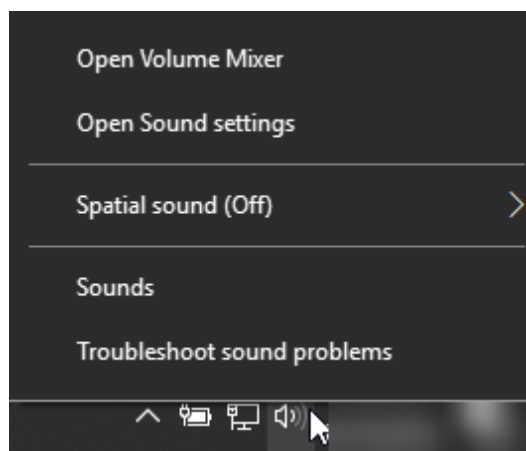 Open Volume Mixer
Open Sound settings
Spatial sound (Off)
Sounds
Troubleshoot sound problems